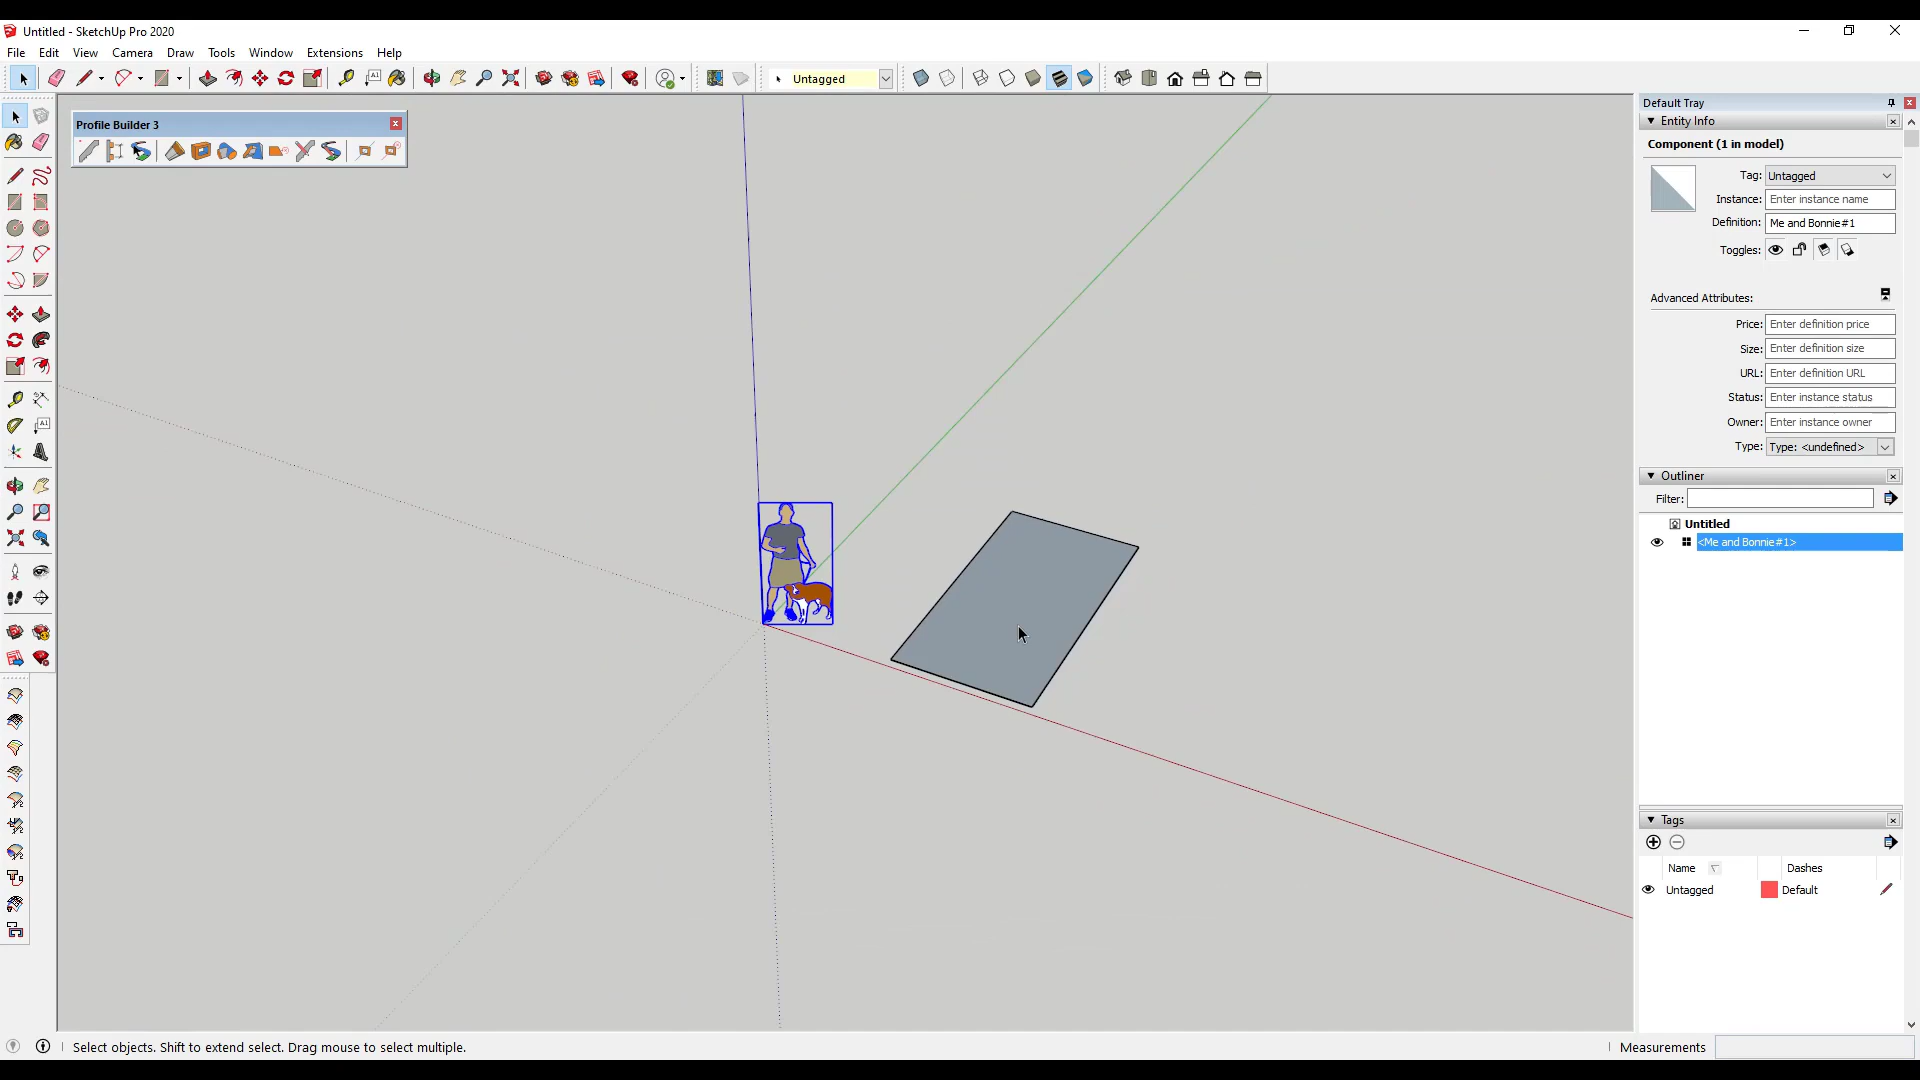 Untitled - SketchUp Pro 2020
File Edit View Camera Draw Tools Window Extensions Help
A1 Untagged
Profile Builder 3
A1
Default Tray
Entity Info
Component (1 in model)
Tag: Untagged
Instance: Enter instance name
Definition: Me and Bonnie#1
Toggles:
Advanced Attributes:
Price: Enter definition price
Size: Enter definition size
URL: Enter definition URL
Status: Enter instance status
Owner: Enter instance owner
Type: Type: <undefined>
Outliner
Filter:
Untitled
<Me and Bonnie#1>
Tags
Name Dashes
Untagged Default
Select objects. Shift to extend select. Drag mouse to select multiple.
Measurements